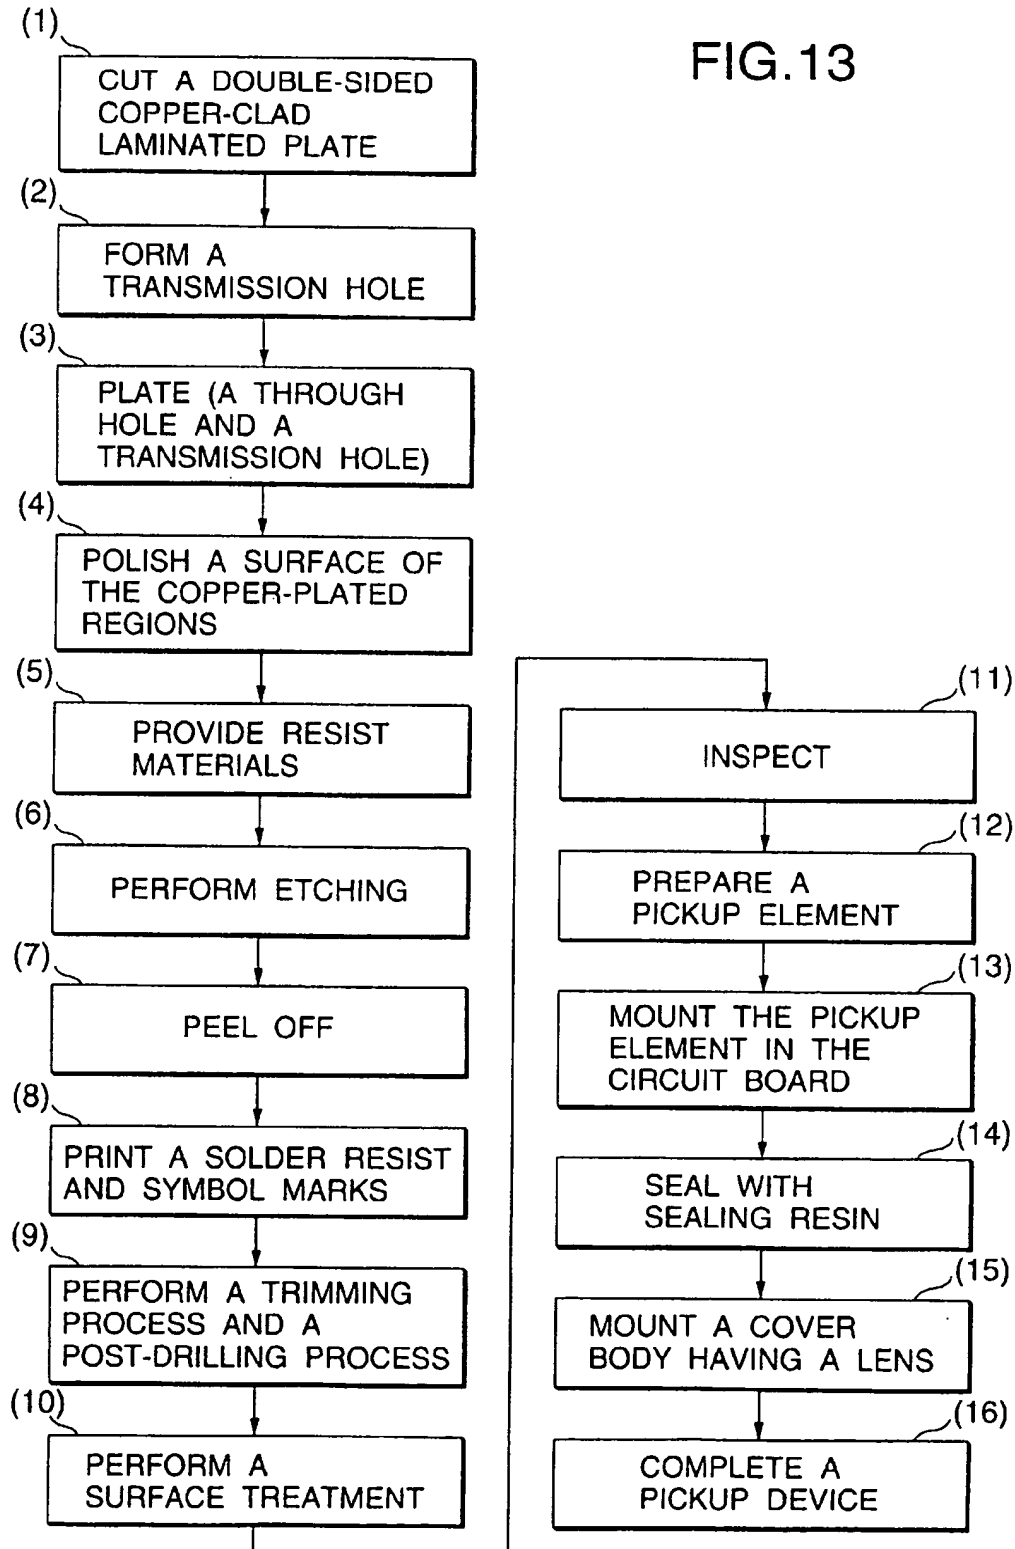 FIG.13
(1)
CUT A DOUBLE-SIDED
COPPER-CLAD
LAMINATED PLATE
(2)
FORM A
TRANSMISSION HOLE
(3)
PLATE (A THROUGH
HOLE AND A
TRANSMISSION HOLE)
(4)
POLISH A SURFACE OF
THE COPPER-PLATED
REGIONS
(5)
PROVIDE RESIST
MATERIALS
(6)
PERFORM ETCHING
(7)
PEEL OFF
(8)
PRINT A SOLDER RESIST
AND SYMBOL MARKS
(9)
PERFORM A TRIMMING
PROCESS AND A
POST-DRILLING PROCESS
(10)
PERFORM A
SURFACE TREATMENT
(11)
INSPECT
(12)
PREPARE A
PICKUP ELEMENT
(13)
MOUNT THE PICKUP
ELEMENT IN THE
CIRCUIT BOARD
(14)
SEAL WITH
SEALING RESIN
(15)
MOUNT A COVER
BODY HAVING A LENS
(16)
COMPLETE A
PICKUP DEVICE